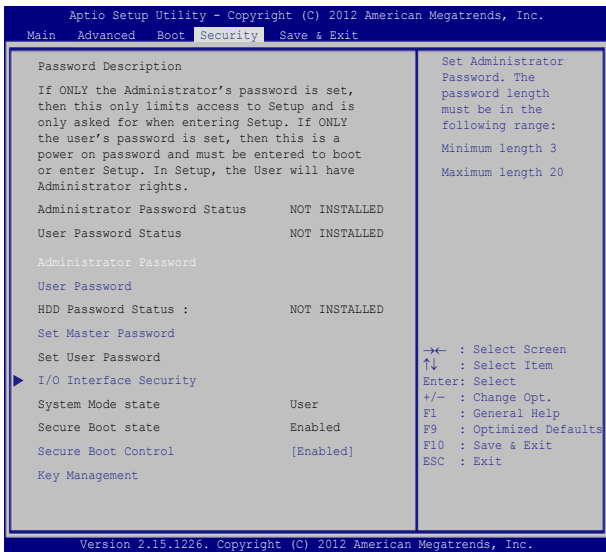 Aptio Setup Utility - Copyright (C) 2012 American Megatrends, Inc.
Main Advanced Boot Security Save & Exit
Password Description
If ONLY the Administrator's password is set,
then this only limits access to Setup and is
only asked for when entering Setup. If ONLY
the user's password is set, then this is a
power on password and must be entered to boot
or enter Setup. In Setup, the User will have
Administrator rights.
Administrator Password Status NOT INSTALLED
User Password Status NOT INSTALLED
Administrator Password
User Password
HDD Password Status : NOT INSTALLED
Set Master Password
Set User Password
I/O Interface Security
System Mode state User
Secure Boot state Enabled
Secure Boot Control [Enabled]
Key Management
Set Administrator
Password. The
password length
must be in the
following range:
Minimum length 3
Maximum length 20
→← : Select Screen
↑↓ : Select Item
Enter: Select
+/— : Change Opt.
F1 : General Help
F9 : Optimized Defaults
F10 : Save & Exit
ESC : Exit
Version 2.15.1226. Copyright (C) 2012 American Megatrends, Inc.